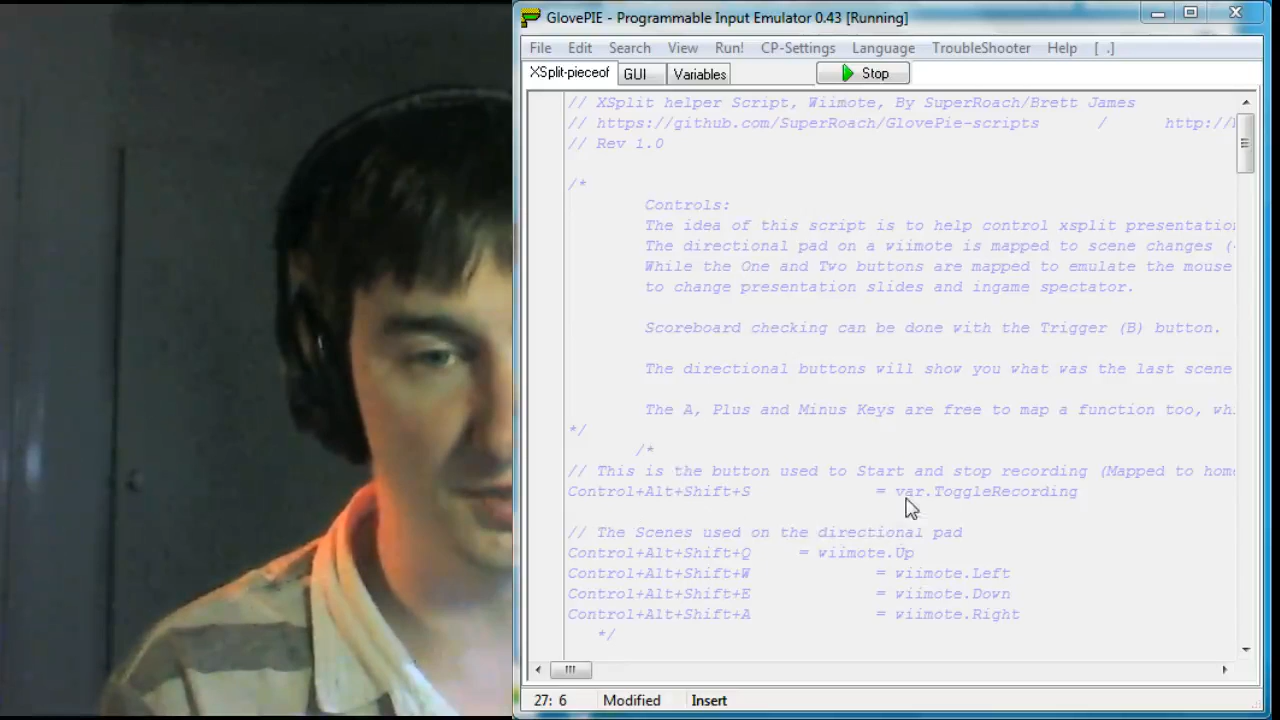 GlovePIE - Programmable Input Emulator 0.43 [Running]
File Edit Search View Run! CP-Settings Language TroubleShooter Help [ .]
XSplit-pieceof GUI Variables Stop
// XSplit helper Script, Wiimote, By SuperRoach/Brett James
// https://github.com/SuperRoach/GlovePie-scripts / http://
// Rev 1.0
/*
Controls:
The idea of this script is to help control xsplit presentation
The directional pad on a wiimote is mapped to scene changes (
While the One and Two buttons are mapped to emulate the mouse
to change presentation slides and ingame spectator.
Scoreboard checking can be done with the Trigger (B) button.
The directional buttons will show you what was the last scene
The A, Plus and Minus Keys are free to map a function too, whi
*/
/*
// This is the button used to Start and stop recording (Mapped to home
Control+Alt+Shift+S = var.ToggleRecording
// The Scenes used on the directional pad
Control+Alt+Shift+Q = wiimote.Up
Control+Alt+Shift+W = wiimote.Left
Control+Alt+Shift+E = wiimote.Down
Control+Alt+Shift+A = wiimote.Right
*/
27: 6 Modified Insert